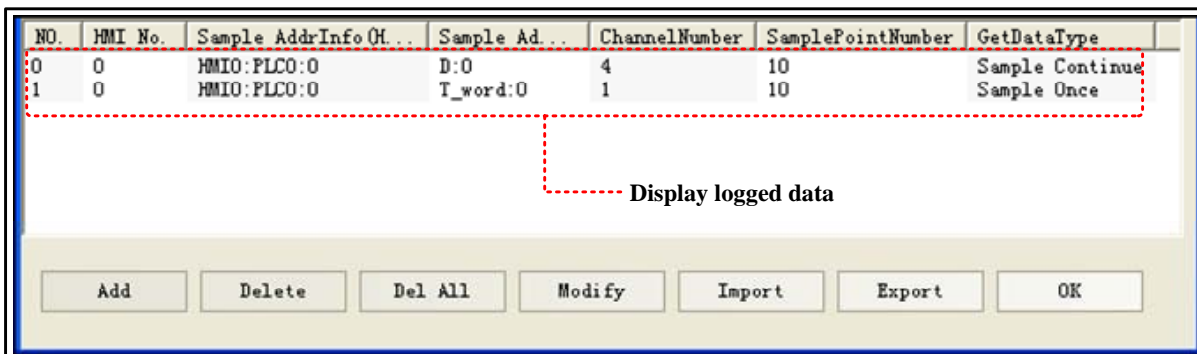 NO. HMI No. Sample AddrInfo(H... Sample Ad... ChannelNumber SamplePointNumber GetDataType
0 0 HMI0:PLC0:0 D:0 4 10 Sample Continue
1 0 HMI0:PLC0:0 T_word:0 1 10 Sample Once
Display logged data
Add Delete Del All Modify Import Export OK